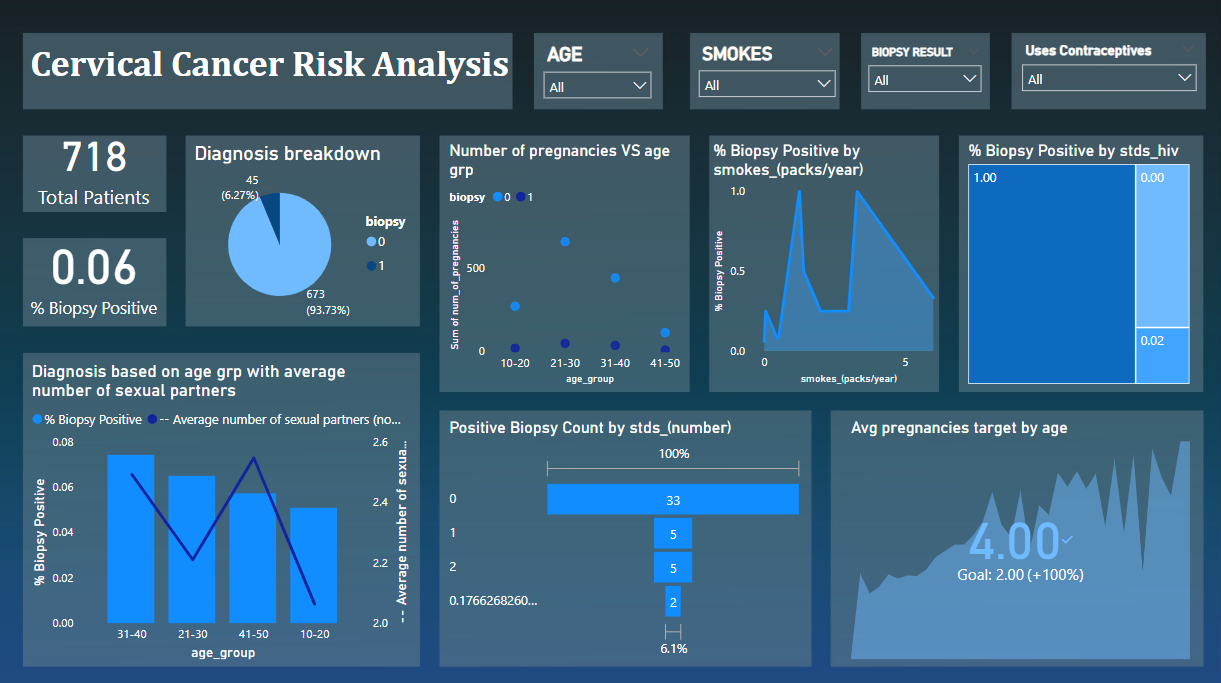 Cervical Cancer Risk Analysis
AGE
All
SMOKES
All
BIOPSY RESULT
All
Uses Contraceptives
All
718
Total Patients
0.06
% Biopsy Positive
Diagnosis breakdown
45
(6.27%)
673
(93.73%)
biopsy
0
1
Number of pregnancies VS age
grp
biopsy 0 1
Sum of num_of_pregnancies
500
0
10-20 21-30 31-40 41-50
age_group
% Biopsy Positive by
smokes_(packs/year)
% Biopsy Positive
1.0
0.5
0.0
0 5
smokes_(packs/year)
% Biopsy Positive by stds_hiv
1.00
0.00
0.02
Diagnosis based on age grp with average
number of sexual partners
% Biopsy Positive -- Average number of sexual partners (no...
% Biopsy Positive
0.08
0.06
0.04
0.02
0.00
2.6
2.4
2.2
2.0
-- Average number of sexua...
31-40 21-30 41-50 10-20
age_group
Positive Biopsy Count by stds_(number)
100%
0 33
1 5
2 5
0.1766268260... 2
6.1%
Avg pregnancies target by age
4.00
Goal: 2.00 (+100%)